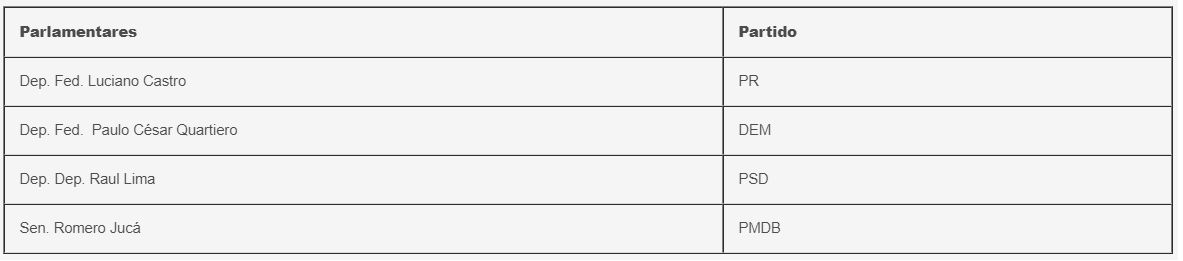 Parlamentares Partido
Dep. Fed. Luciano Castro PR
Dep. Fed.  Paulo César Quartiero DEM
Dep. Dep. Raul Lima PSD
Sen. Romero Jucá PMDB